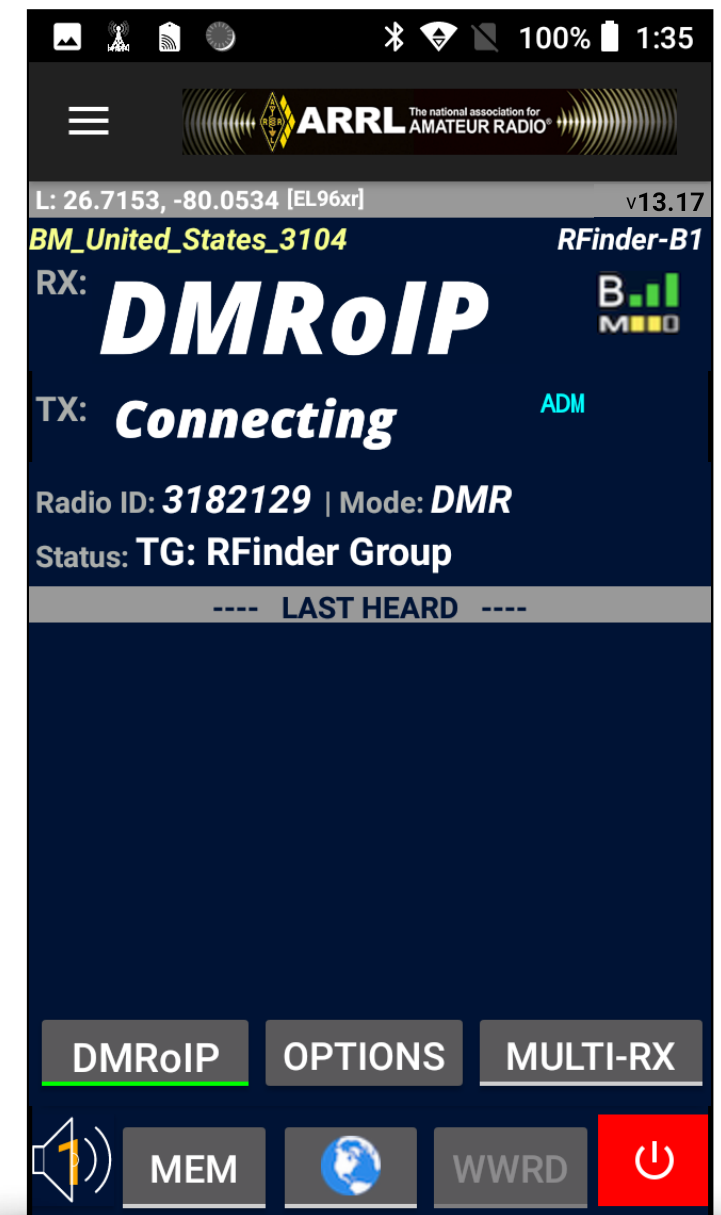 100% 1:35
ARRL The national association for AMATEUR RADIO®
L: 26.7153, -80.0534 [EL96xr] v13.17
BM_United_States_3104 RFinder-B1
RX: DMRoIP B
M
TX: Connecting ADM
Radio ID: 3182129 | Mode: DMR
Status: TG: RFinder Group
---- LAST HEARD ----
DMRoIP OPTIONS MULTI-RX
1 MEM WWRD